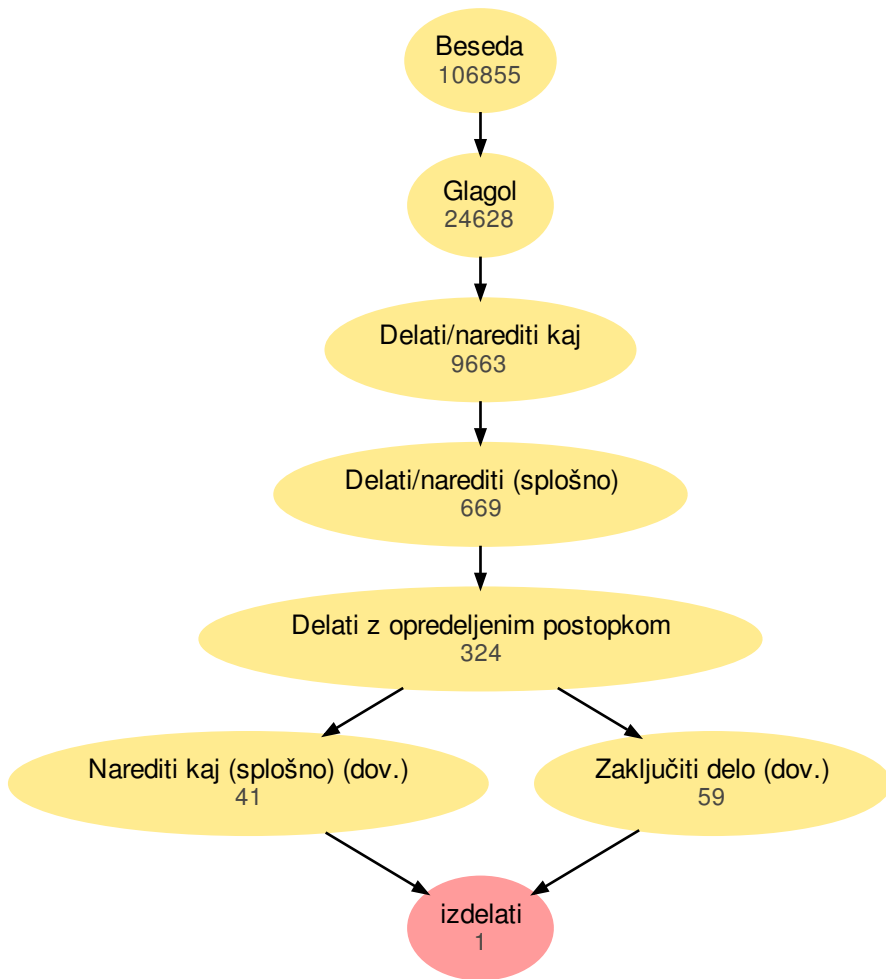 Beseda
106855
Glagol
24628
Delati/narediti kaj
9663
Delati/narediti (splošno)
669
Delati z opredeljenim postopkom
324
Narediti kaj (splošno) (dov.)
41
Zaključiti delo (dov.)
59
izdelati
1